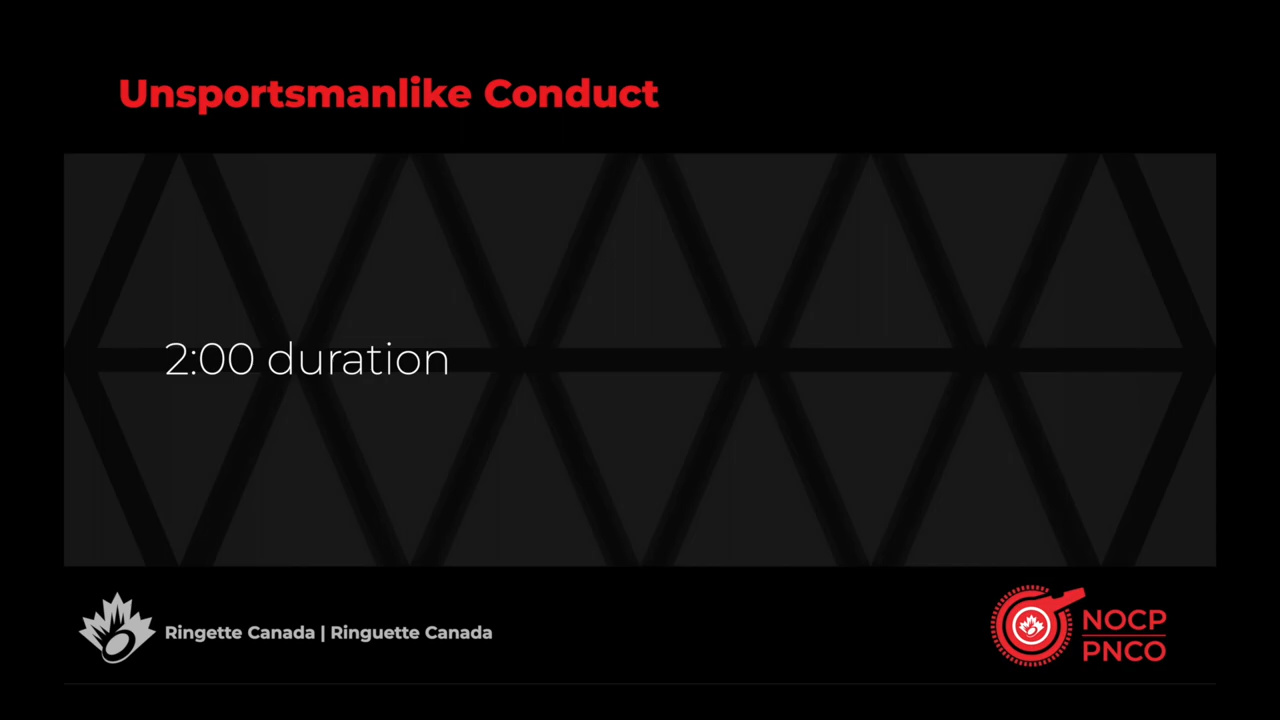 Unsportsmanlike Conduct
2:00 duration
Ringette Canada | Ringuette Canada
NOCP
PNCO